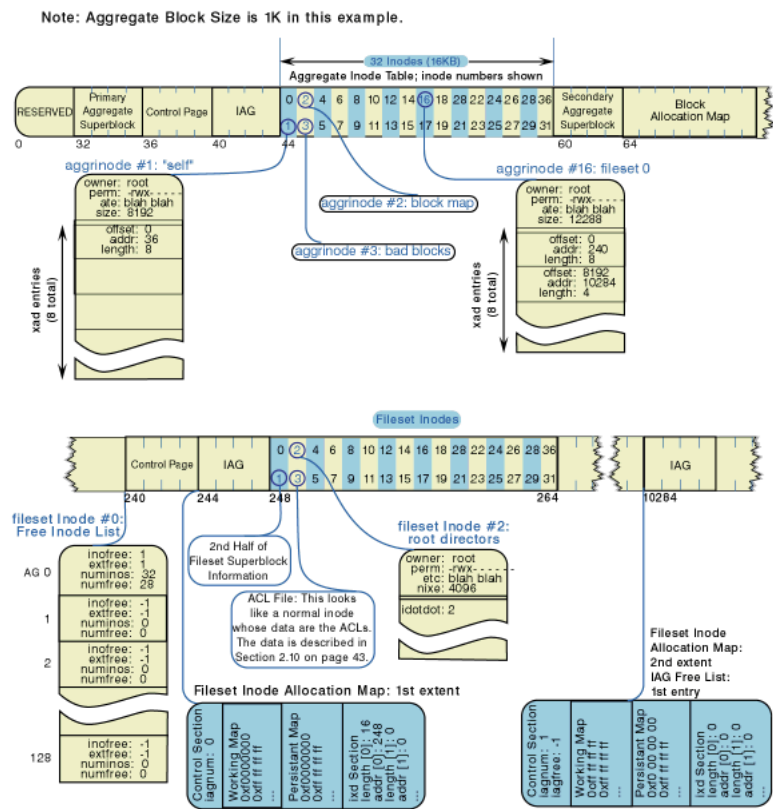 Note: Aggregate Block Size is 1K in this example.
32 Inodes (16KB)
Aggregate Inode Table; inode numbers shown
RESERVED
Primary
Aggregate
Superblock
Control Page
IAG
0 2 4 6 8 10 12 14 16 18 28 22 24 26 28 36
1 3 5 7 9 11 13 15 17 19 21 23 25 27 29 31
Secondary
Aggregate
Superblock
Block
Allocation Map
0 32 36 40 44 60 64
aggrinode #1: "self"
owner: root
perm: -rwx- - - - - -
ate: blah blah
size: 8192
offset: 0
addr: 36
length: 8
xad entries
(8 total)
aggrinode #2: block map
aggrinode #3: bad blocks
aggrinode #16: fileset 0
owner: root
perm: -rwx- - - - - -
ate: blah blah
size: 12288
offset: 0
addr: 240
length: 8
offset: 8192
addr: 10284
length: 4
xad entries
(8 total)
Fileset Inodes
Control Page
IAG
0 2 4 6 8 10 12 14 16 18 28 22 24 26 28 36
1 3 5 7 9 11 13 15 17 19 21 23 25 27 29 31
IAG
240 244 248 264 10284
fileset Inode #0:
Free Inode List
AG 0
inofree: 1
extfree: 1
numinos: 32
numfree: 28
1
inofree: -1
extfree: -1
numinos: 0
numfree: 0
2
inofree: -1
extfree: -1
numinos: 0
numfree: 0
128
inofree: -1
extfree: -1
numinos: 0
numfree: 0
2nd Half of
Fileset Superblock
Information
ACL File: This looks
like a normal inode
whose data are the ACLs.
The data is described in
Section 2.10 on page 43.
fileset Inode #2:
root directors
owner: root
perm: -rwx- - - - - -
etc: blah blah
nixe: 4096
idotdot: 2
Fileset Inode Allocation Map: 1st extent
Control Section
iagnum: 0
Working Map
0xf0000000
0xffffffff
...
Persistant Map
0xf0000000
0xffffffff
...
ixd Section
length [0]: 16
addr [0]: 248
length [1]: 0
addr [1]: 0
...
Fileset Inode
Allocation Map:
2nd extent
IAG Free List:
1st entry
Control Section
iagnum: 1
iagfree: -1
Working Map
0xff ff ff ff
0xff ff ff ff
...
Persistant Map
0xf0 00 00 00
0xff ff ff ff
...
ixd Section
length [0]: 0
addr [0]: 0
length [1]: 0
addr [1]: 0
...